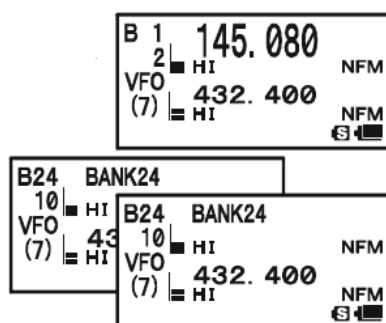 B 1 145.080
2 HI NFM
VFO 432.400
(7) HI NFM
S
B24 BANK24
10 HI
VFO 43
(7) HI
B24 BANK24
10 HI NFM
VFO 432.400
(7) HI NFM
S